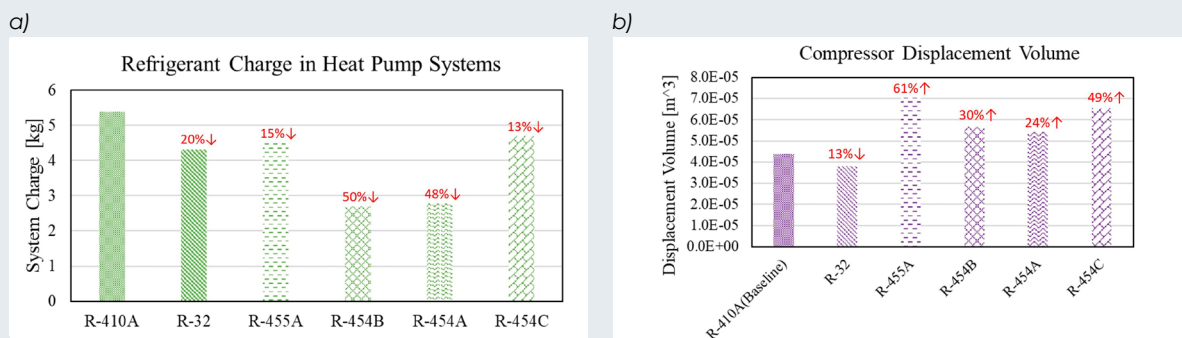 a)
Refrigerant Charge in Heat Pump Systems
System Charge [kg]
6
5
4
3
2
1
0
20%↓
15%↓
50%↓
48%↓
13%↓
R-410A R-32 R-455A R-454B R-454A R-454C
b)
Compressor Displacement Volume
Displacement Volume [m^3]
8.0E-05
7.0E-05
6.0E-05
5.0E-05
4.0E-05
3.0E-05
2.0E-05
1.0E-05
0.0E+00
13%↓
61%↑
30%↑
24%↑
49%↑
R-410A(Baseline)
R-32
R-455A
R-454B
R-454A
R-454C